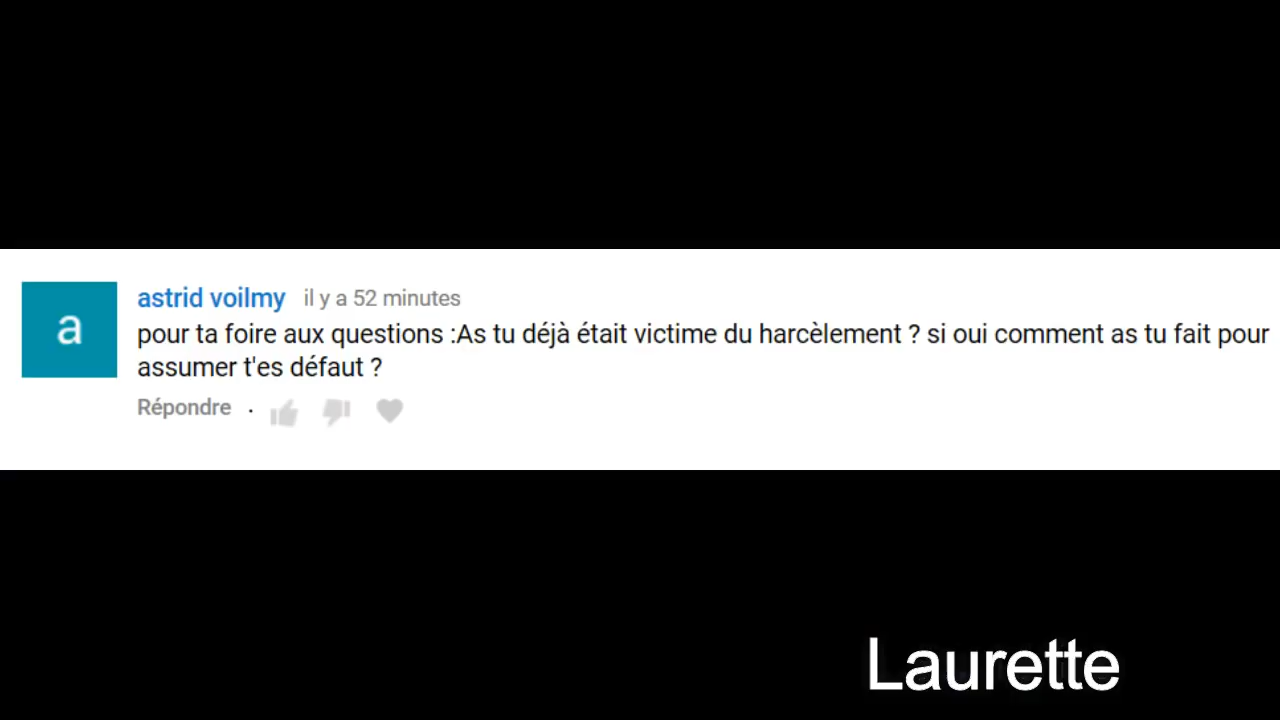 a
astrid voilmy il y a 52 minutes
pour ta foire aux questions :As tu déjà était victime du harcèlement ? si oui comment as tu fait pour
assumer t'es défaut ?
Répondre ·
Laurette